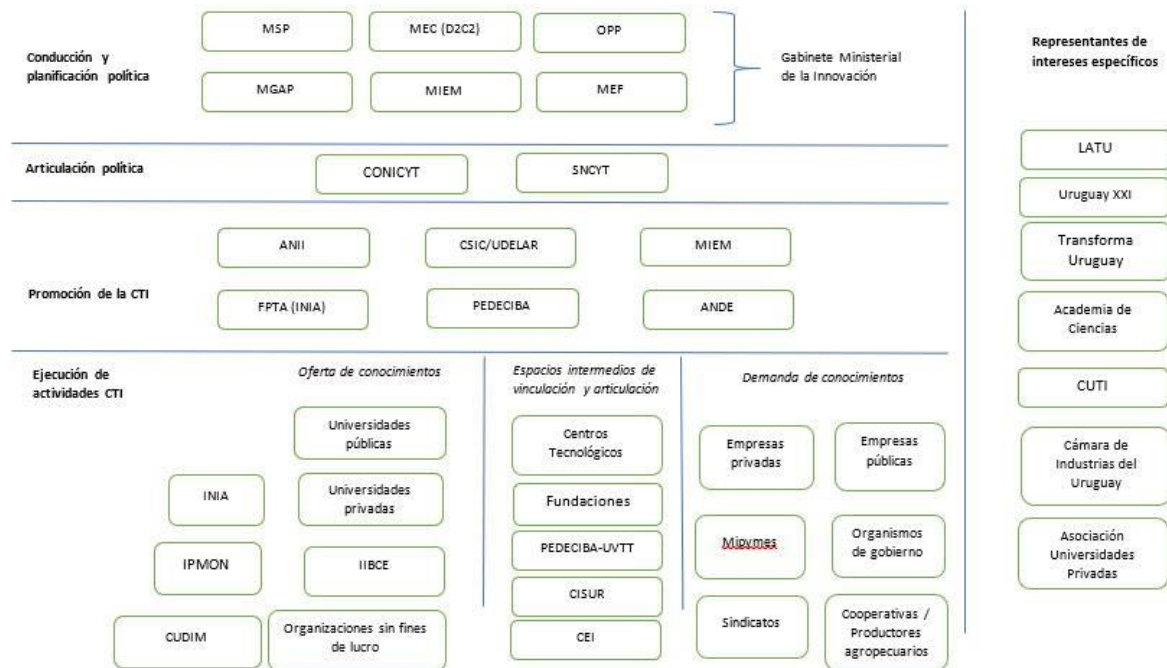 Conducción y
planificación política
MSP
MEC (D2C2)
OPP
MGAP
MIEM
MEF
Gabinete Ministerial
de la Innovación
Articulación política
CONICYT
SNCYT
Promoción de la CTI
ANII
CSIC/UDELAR
MIEM
FPTA (INIA)
PEDECIBA
ANDE
Ejecución de
actividades CTI
Oferta de conocimientos
Universidades
públicas
INIA
Universidades
privadas
IPMON
IIBCE
CUDIM
Organizaciones sin fines
de lucro
Espacios intermedios de
vinculación y articulación
Centros
Tecnológicos
Fundaciones
PEDECIBA-UVTT
CISUR
CEI
Demanda de conocimientos
Empresas
privadas
Empresas
públicas
Mipymes
Organismos
de gobierno
Sindicatos
Cooperativas /
Productores
agropecuarios
Representantes de
intereses específicos
LATU
Uruguay XXI
Transforma
Uruguay
Academia de
Ciencias
CUTI
Cámara de
Industrias del
Uruguay
Asociación
Universidades
Privadas